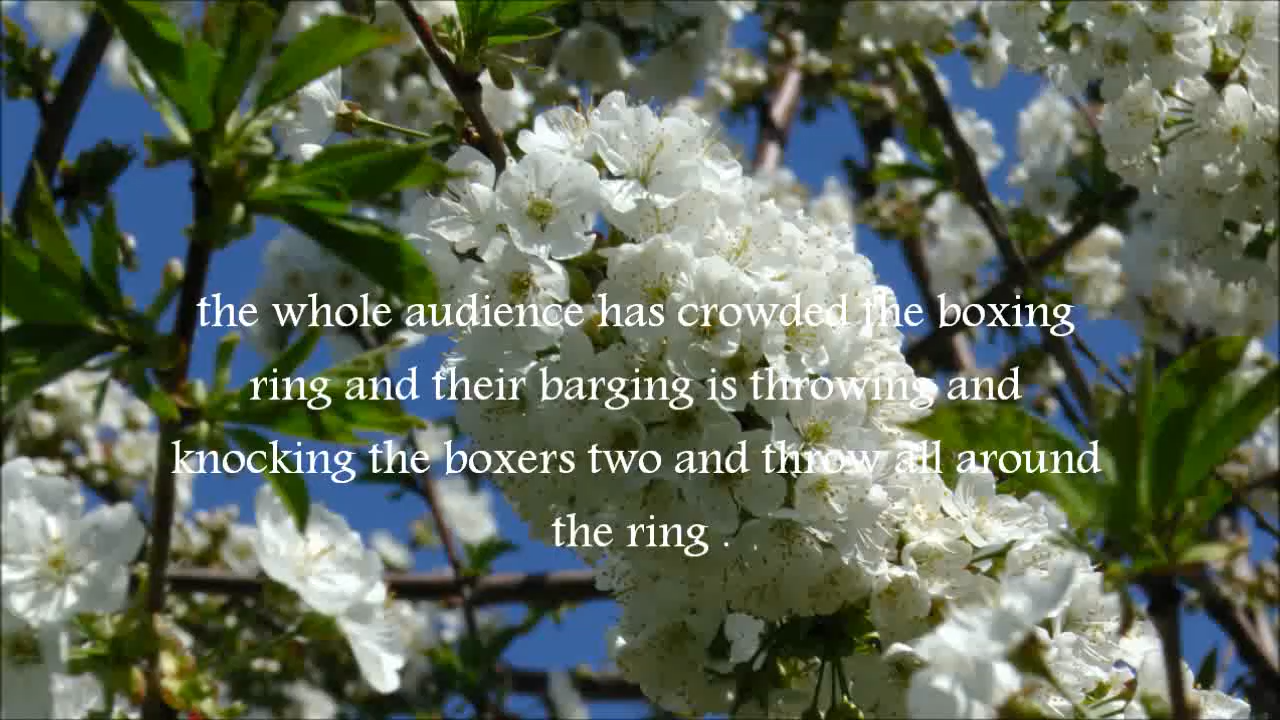 the whole audience has crowded the boxing
ring and their barging is throwing and
knocking the boxers two and throw all around
the ring .